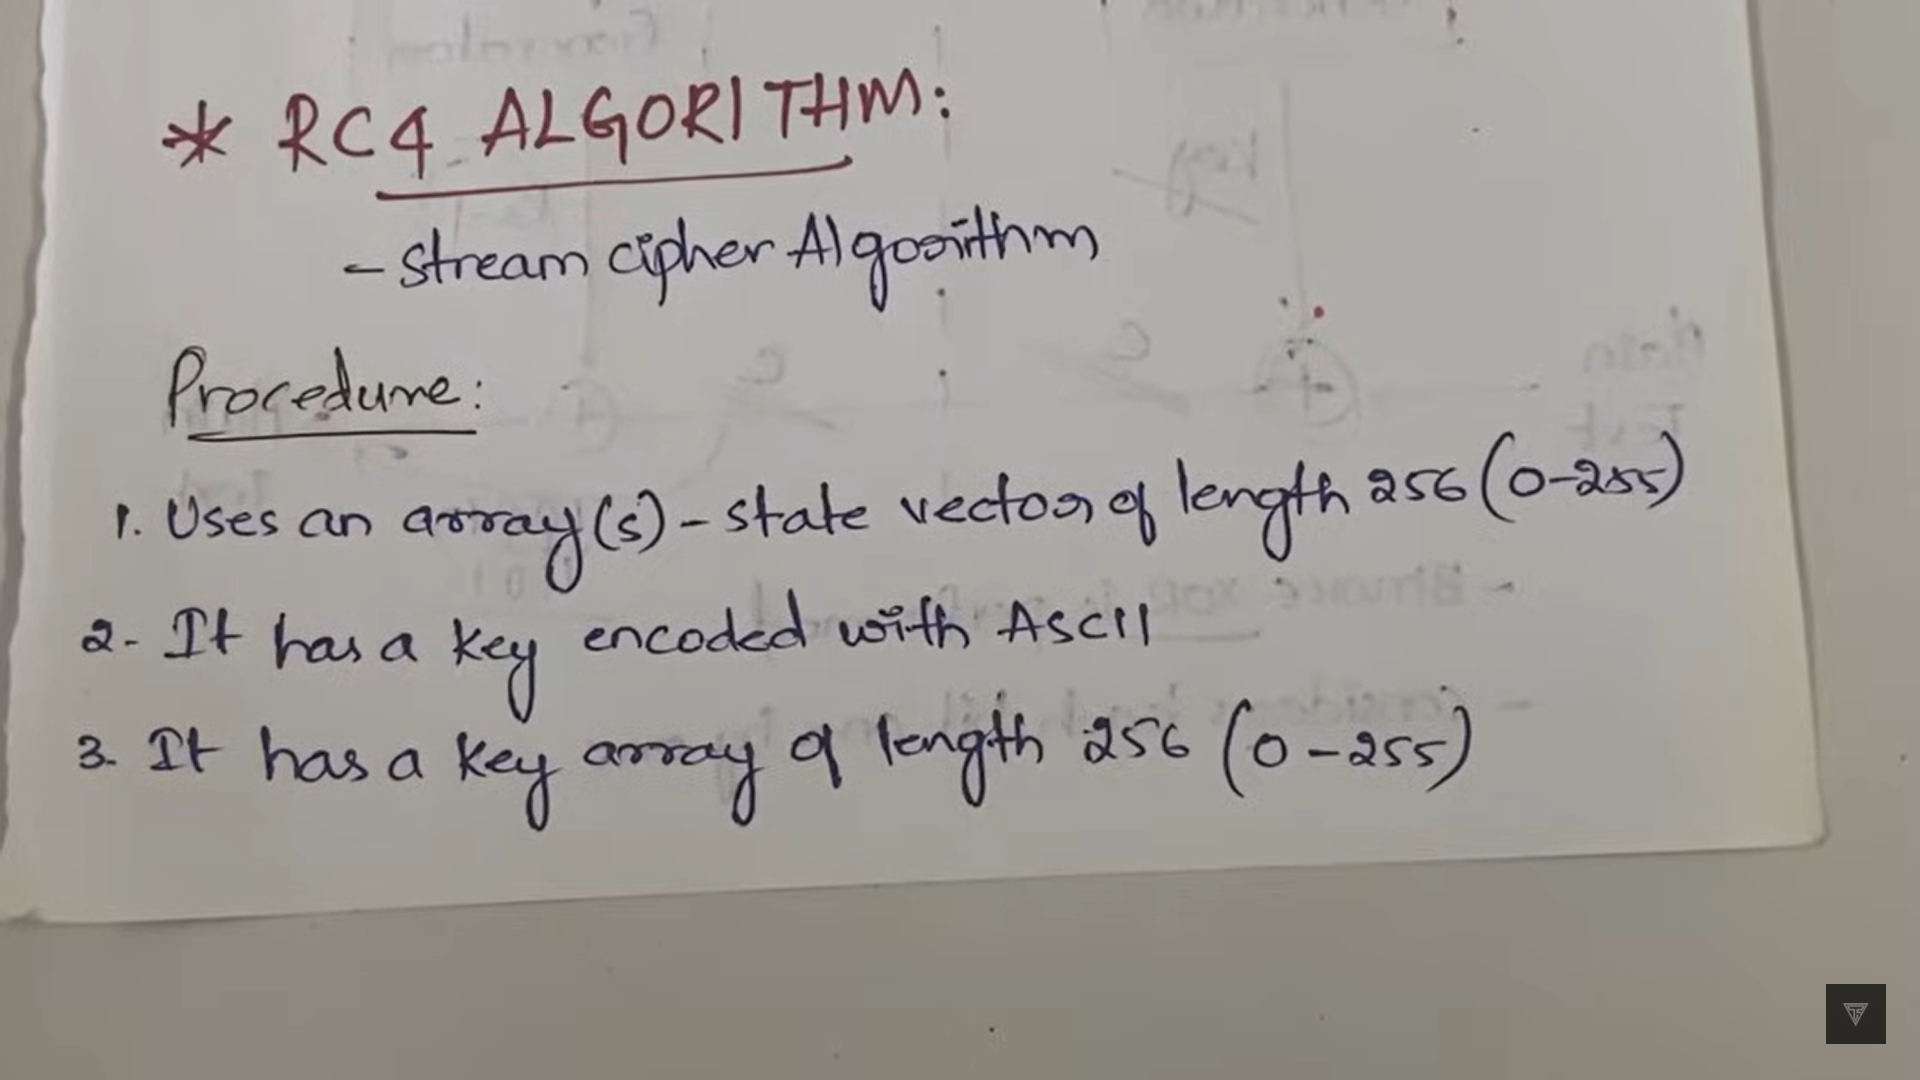 * RC4 ALGORITHM:
- stream cipher Algorithm
Procedure:
1. Uses an array(s) - state vector of length 256 (0-255)
2. It has a key encoded with ASCII
3. It has a key array of length 256 (0-255)